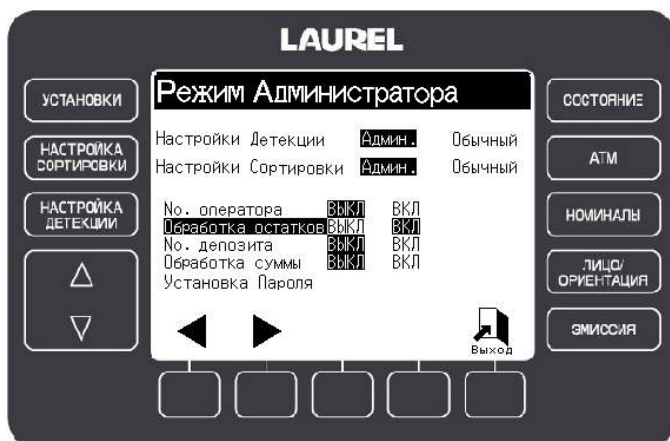 LAUREL
УСТАНОВКИ
НАСТРОЙКА
СОРТИРОВКИ
НАСТРОЙКА
ДЕТЕКЦИИ
Режим Администратора
Настройки Детекции Админ. Обычный
Настройки Сортировки Админ. Обычный
No. оператора ВЫКЛ ВКЛ
Обработка остатков ВЫКЛ ВКЛ
No. депозита ВЫКЛ ВКЛ
Обработка суммы ВЫКЛ ВКЛ
Установка Пароля
Выход
СОСТОЯНИЕ
АТМ
НОМИНАЛЫ
ЛИЦО/
ОРИЕНТАЦИЯ
ЭМИССИЯ